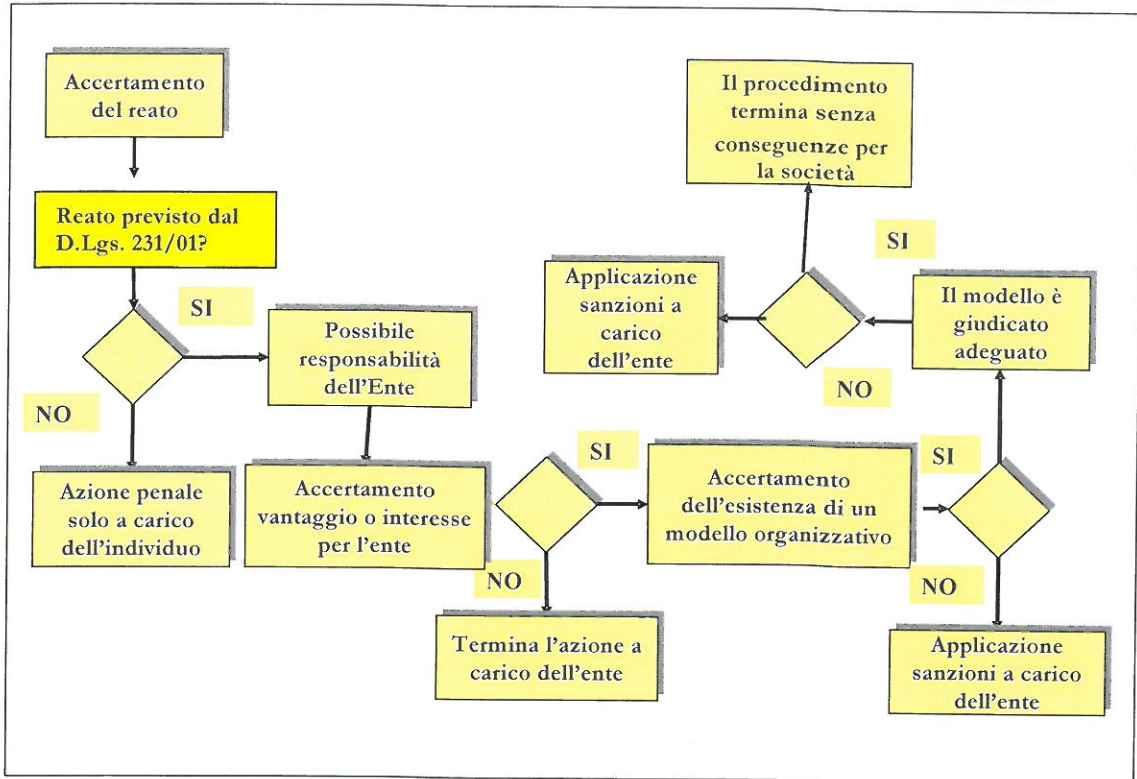 Accertamento
del reato
Reato previsto dal
D.Lgs. 231/01?
SI
NO
Possibile
responsabilità
dell'Ente
Azione penale
solo a carico
dell'individuo
Accertamento
vantaggio o interesse
per l'ente
SI
NO
Termina l'azione a
carico dell'ente
Accertamento
dell'esistenza di un
modello organizzativo
SI
NO
Applicazione
sanzioni a carico
dell'ente
Il modello è
giudicato
adeguato
SI
NO
Applicazione
sanzioni a
carico
dell'ente
Il procedimento
termina senza
conseguenze per
la società